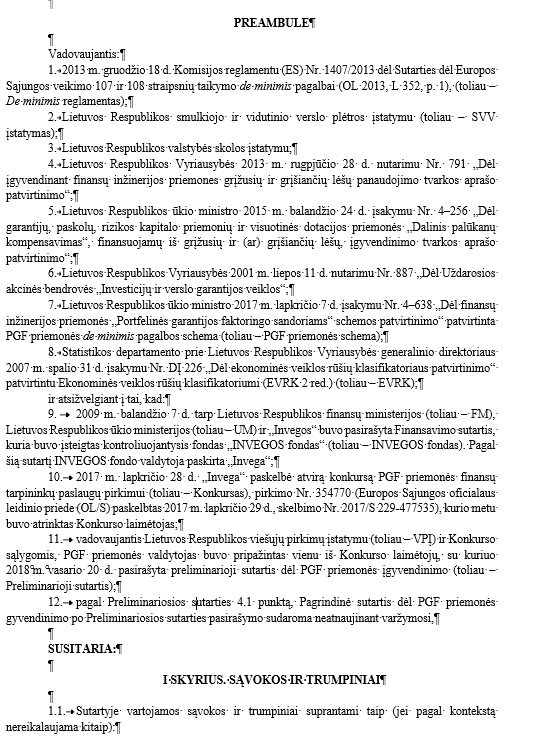 PREAMBULE
Vadovaujantis:
1. 2013 m. gruodžio 18 d. Komisijos reglamentu (ES) Nr. 1407/2013 dėl Sutarties dėl Europos
Sąjungos veikimo 107 ir 108 straipsnių taikymo de minimis pagalbai (OL 2013, L 352, p. 1), (toliau –
De minimis reglamentas);
2. Lietuvos Respublikos smulkiojo ir vidutinio verslo plėtros įstatymu (toliau – SVV
įstatymas);
3. Lietuvos Respublikos valstybės skolos įstatymu;
4. Lietuvos Respublikos Vyriausybės 2013 m. rugpjūčio 28 d. nutarimu Nr. 791 „Dėl
įgyvendinant finansų inžinerijos priemones grįžusių ir grįšiančių lėšų panaudojimo tvarkos aprašo
patvirtinimo“;
5. Lietuvos Respublikos ūkio ministro 2015 m. balandžio 24 d. įsakymu Nr. 4–256 „Dėl
garantijų, paskolų, rizikos kapitalo priemonių ir visuotinės dotacijos priemonės „Dalinis palūkanų
kompensavimas“, finansuojamų iš grįžusių ir (ar) grįšiančių lėšų, įgyvendinimo tvarkos aprašo
patvirtinimo“;
6. Lietuvos Respublikos Vyriausybės 2001 m. liepos 11 d. nutarimu Nr. 887 „Dėl Uždarosios
akcinės bendrovės „Investicijų ir verslo garantijos veiklos“;
7. Lietuvos Respublikos ūkio ministro 2017 m. lapkričio 7 d. įsakymu Nr. 4–638 „Dėl finansų
inžinerijos priemonės „Portfelinės garantijos faktoringo sandoriams“ schemos patvirtinimo“ patvirtinta
PGF priemonės de minimis pagalbos schema (toliau – PGF priemonės schema);
8. Statistikos departamento prie Lietuvos Respublikos Vyriausybės generalinio direktoriaus
2007 m. spalio 31 d. įsakymu Nr. DĮ 226 „Dėl ekonominės veiklos rūšių klasifikatoriaus patvirtinimo“
patvirtintu Ekonominės veiklos rūšių klasifikatoriumi (EVRK 2 red.) (toliau – EVRK);
ir atsižvelgiant į tai, kad:
9. 2009 m. balandžio 7 d. tarp Lietuvos Respublikos finansų ministerijos (toliau – FM),
Lietuvos Respublikos ūkio ministerijos (toliau – UM) ir „Invegos“ buvo pasirašyta Finansavimo sutartis,
kuria buvo įsteigtas kontroliuojantysis fondas „INVEGOS fondas“ (toliau – INVEGOS fondas). Pagal
šią sutartį INVEGOS fondo valdytoja paskirta „Invega“;
10. 2017 m. lapkričio 28 d. „Invega“ paskelbė atvirą konkursą PGF priemonės finansų
tarpininkų paslaugų pirkimui (toliau – Konkursas), pirkimo Nr. 354770 (Europos Sąjungos oficialaus
leidinio priede (OL/S) paskelbtas 2017 m. lapkričio 29 d., skelbimo Nr. 2017/S 229-477535), kurio metu
buvo atrinktas Konkurso laimėtojas;
11. vadovaujantis Lietuvos Respublikos viešųjų pirkimų įstatymu (toliau – VPĮ) ir Konkurso
sąlygomis, PGF priemonės valdytojas buvo pripažintas vienu iš Konkurso laimėtojų, su kuriuo
2018 m. vasario 20 d. pasirašyta preliminarioji sutartis dėl PGF priemonės įgyvendinimo (toliau –
Preliminarioji sutartis);
12. pagal Preliminariosios sutarties 4.1 punktą, Pagrindinė sutartis dėl PGF priemonės
gyvendinimo po Preliminariosios sutarties pasirašymo sudaroma neatnaujinant varžymosi,
SUSITARIA:
I SKYRIUS. SĄVOKOS IR TRUMPINIAI
1.1. Sutartyje vartojamos sąvokos ir trumpiniai suprantami taip (jei pagal kontekstą
nereikalaujama kitaip):